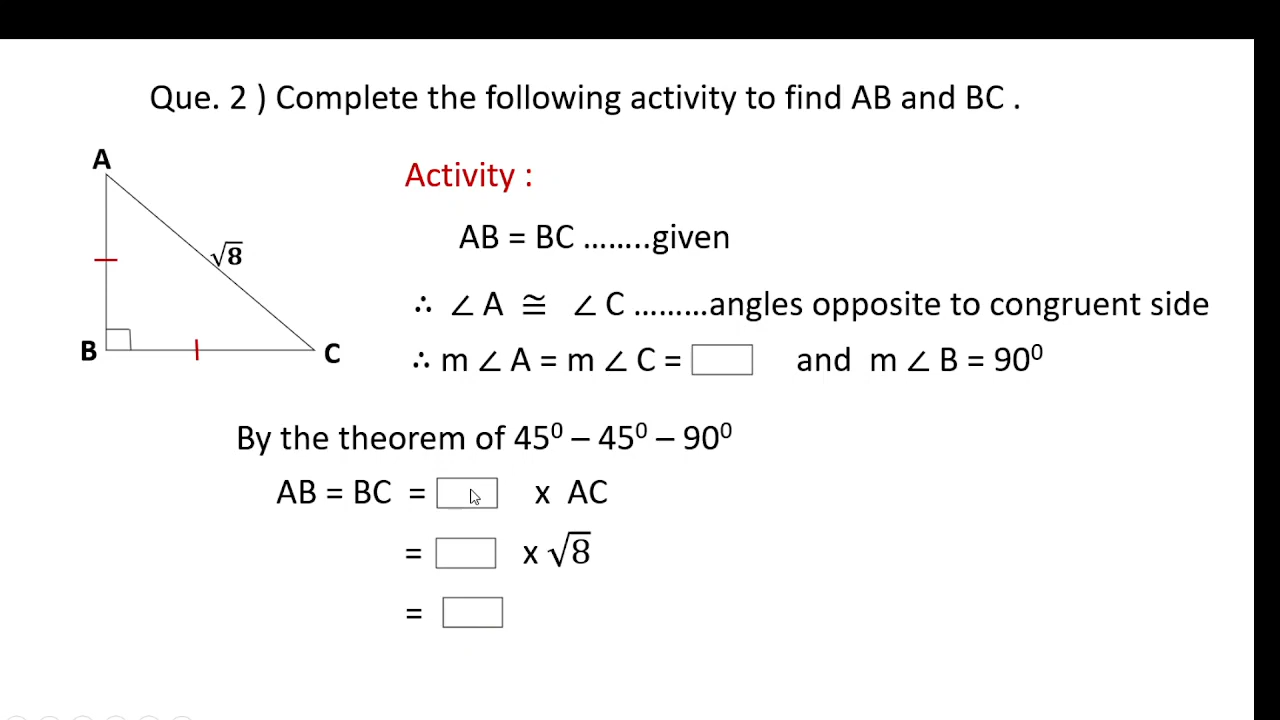 Que. 2 ) Complete the following activity to find AB and BC .
A
√8
B
C
Activity :
AB = BC ........given
∴ ∠ A ≅ ∠ C .........angles opposite to congruent side
∴ m ∠ A = m ∠ C = and m ∠ B = 90⁰
By the theorem of 45⁰ – 45⁰ – 90⁰
AB = BC = x AC
= x √8
=